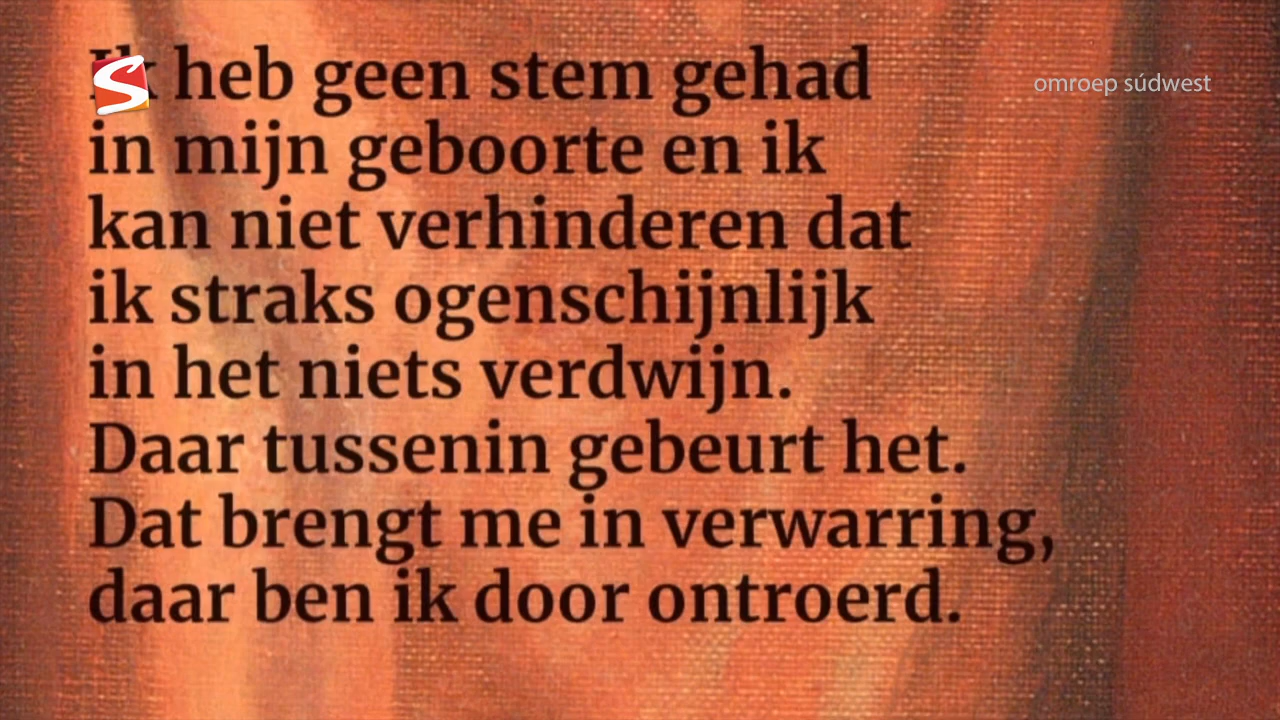 Ik heb geen stem gehad
omroep súdwest
in mijn geboorte en ik
kan niet verhinderen dat
ik straks ogenschijnlijk
in het niets verdwijn.
Daar tussenin gebeurt het.
Dat brengt me in verwarring,
daar ben ik door ontroerd.